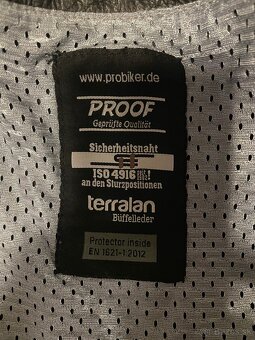 www.probiker.de
PROOF
Geprüfte Qualität
Sicherheitsnaht
ISO 4916
an den Sturzpositionen
terralan
Büffelleder
Protector inside
EN 1621-1:2012